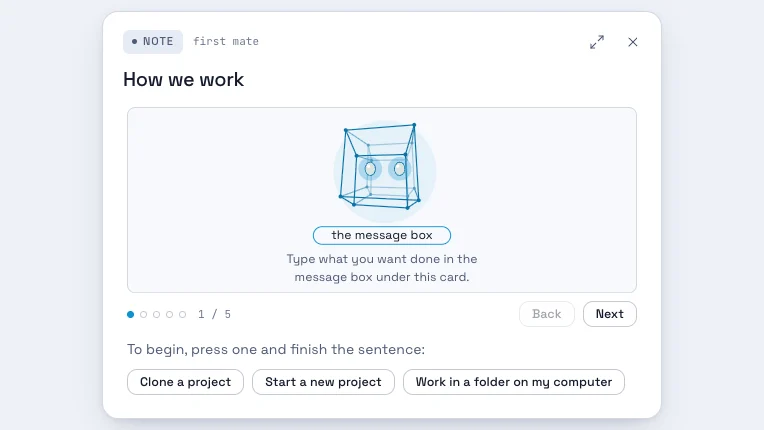 NOTE first mate
How we work
the message box
Type what you want done in the
message box under this card.
1 / 5 Back Next
To begin, press one and finish the sentence:
Clone a project Start a new project Work in a folder on my computer